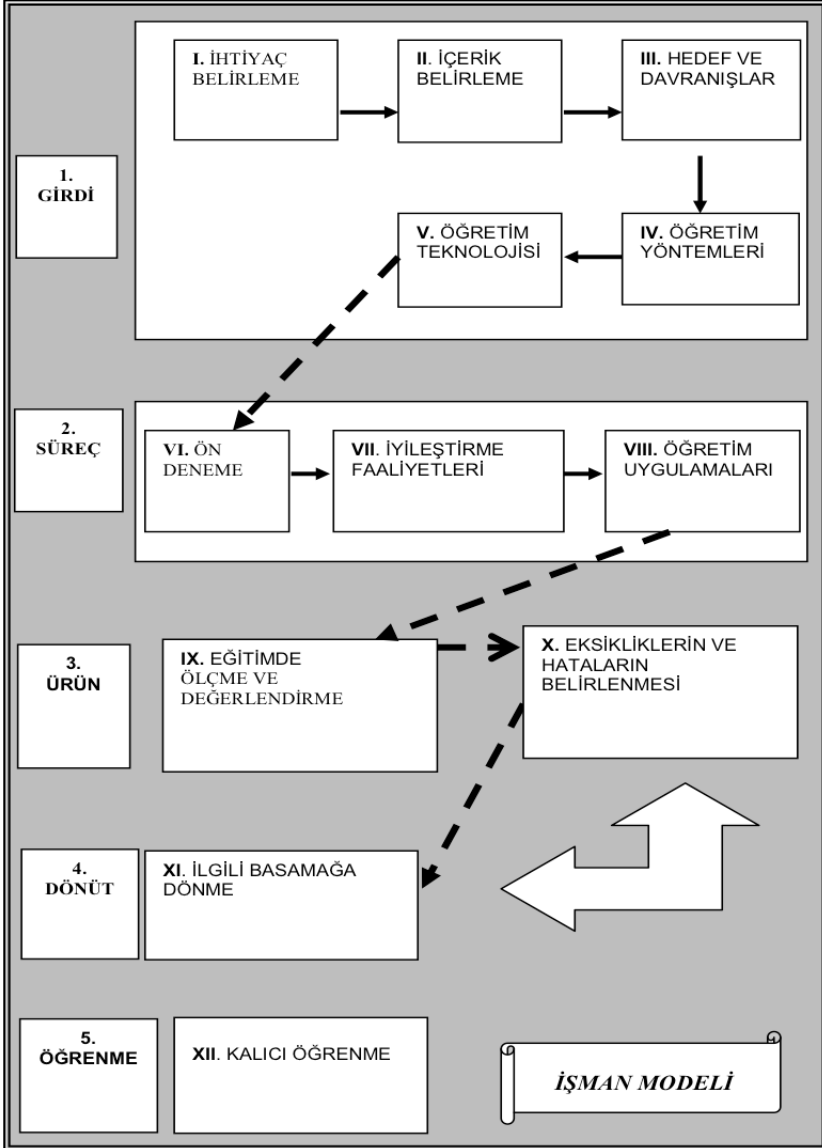 I. İHTİYAÇ
BELİRLEME
II. İÇERİK
BELİRLEME
III. HEDEF VE
DAVRANIŞLAR
1.
GİRDİ
V. ÖĞRETİM
TEKNOLOJİSİ
IV. ÖĞRETİM
YÖNTEMLERİ
2.
SÜREÇ
VI. ÖN
DENEME
VII. İYİLEŞTİRME
FAALİYETLERİ
VIII. ÖĞRETİM
UYGULAMALARI
3.
ÜRÜN
IX. EĞİTİMDE
ÖLÇME VE
DEĞERLENDİRME
X. EKSİKLİKLERİN VE
HATALARIN
BELİRLENMESİ
4.
DÖNÜT
XI. İLGİLİ BASAMAĞA
DÖNME
5.
ÖĞRENME
XII. KALICI ÖĞRENME
İŞMAN MODELİ